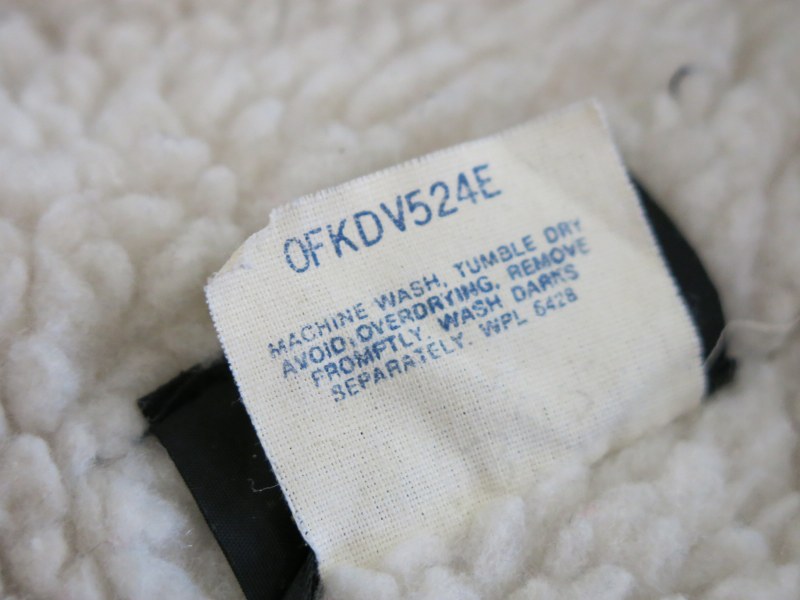 OFKDV524E
MACHINE WASH, TUMBLE DRY
AVOID OVERDRYING, REMOVE
PROMPTLY. WASH DARKS
SEPARATELY. WPL 6428